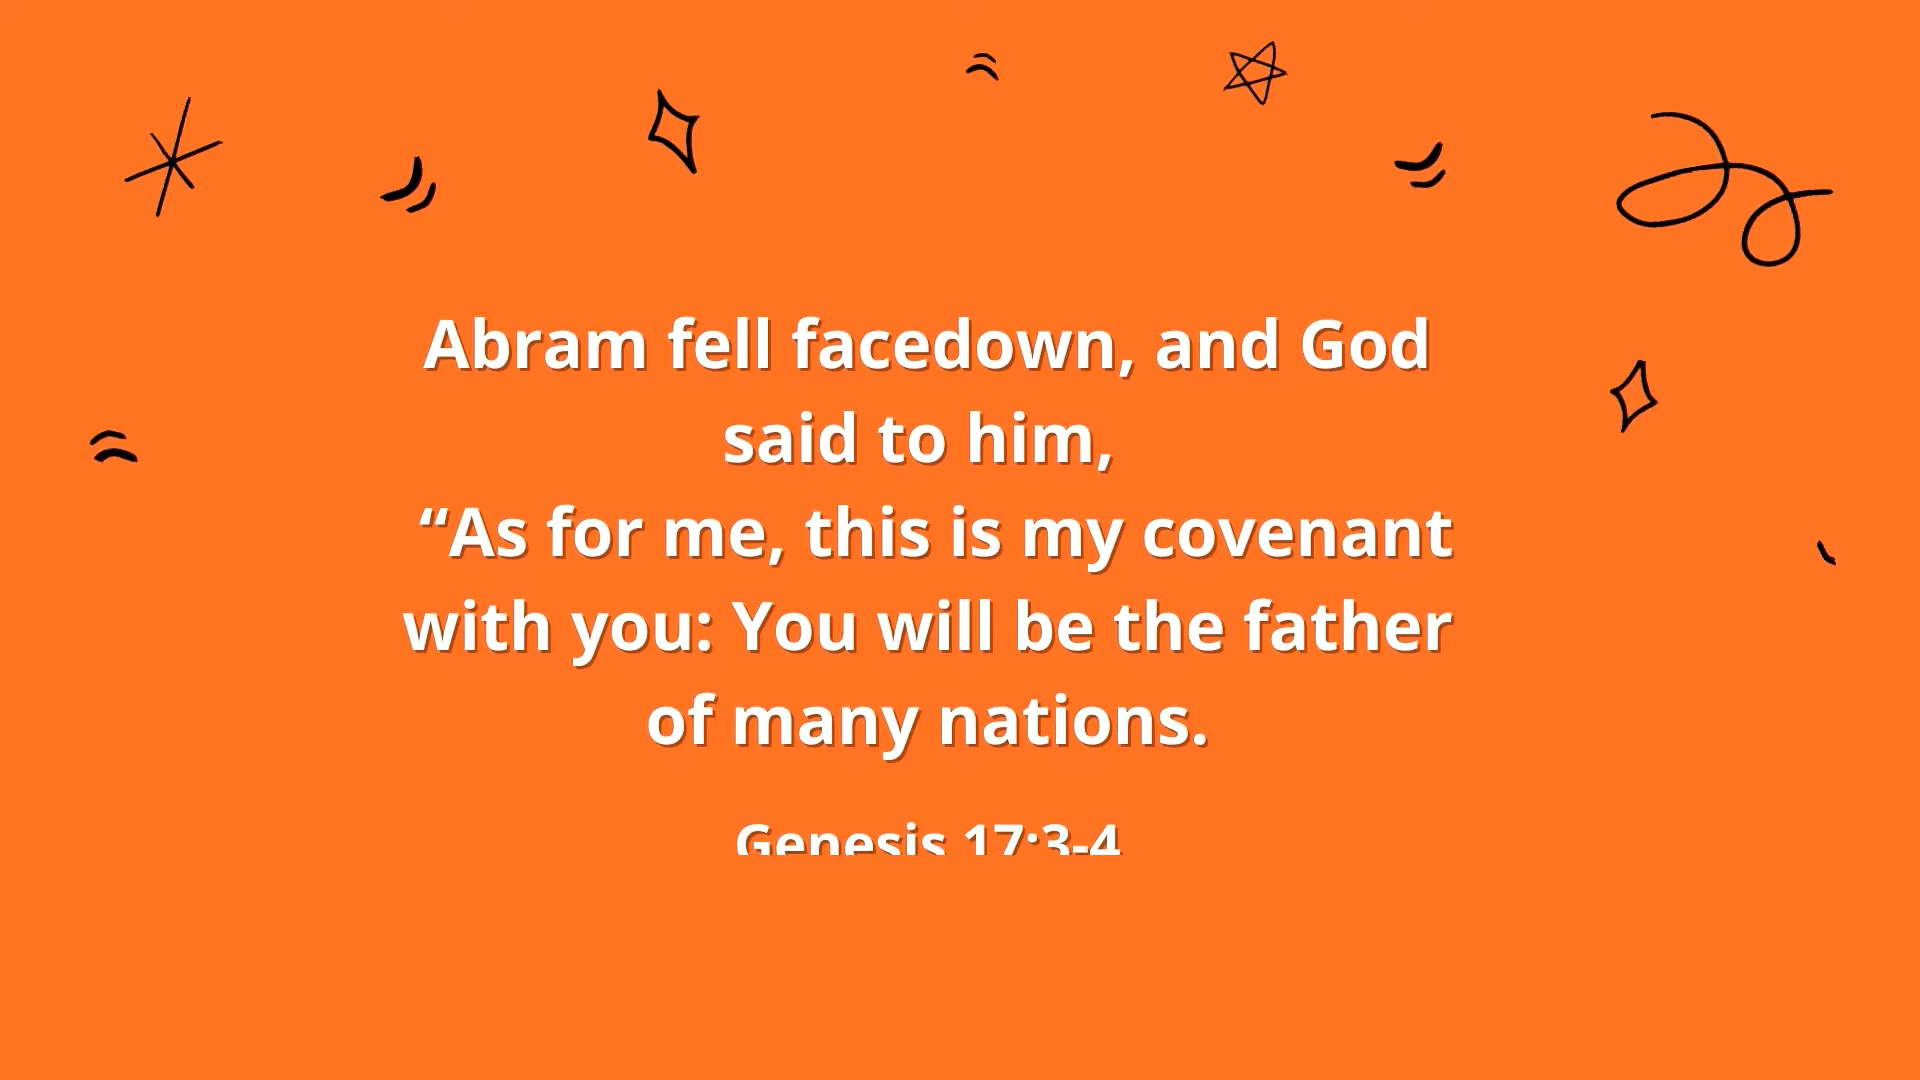 Abram fell facedown, and God
said to him,
“As for me, this is my covenant
with you: You will be the father
of many nations.
Genesis 17:3-4